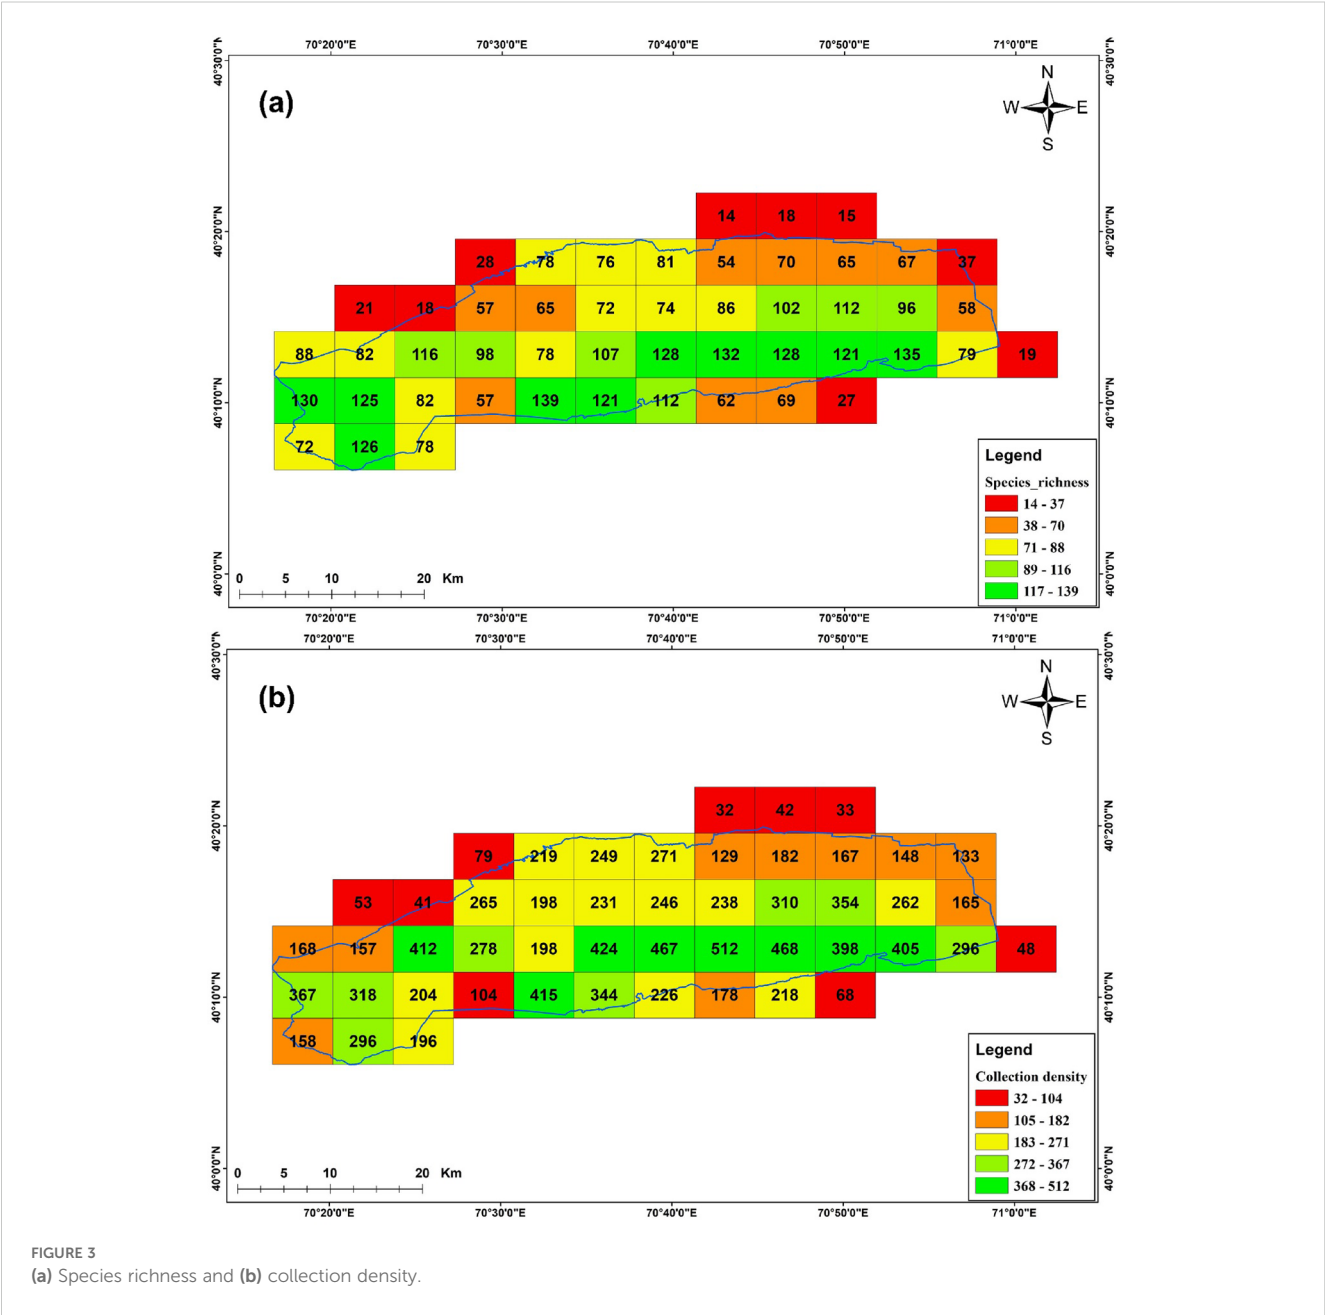 70°20'0"E 70°30'0"E 70°40'0"E 70°50'0"E 71°0'0"E
40°30'0"N 40°30'0"N
(a)
N
W E
S
14 18 15
40°20'0"N 40°20'0"N
28 78 76 81 54 70 65 67 37
21 18 57 65 72 74 86 102 112 96 58
88 82 116 98 78 107 128 132 128 121 135 79 19
130 125 82 57 139 121 112 62 69 27
40°10'0"N 40°10'0"N
72 126 78
Legend
Species_richness
14 - 37
38 - 70
71 - 88
89 - 116
117 - 139
40°0'0"N 40°0'0"N
0 5 10 20 Km
70°20'0"E 70°30'0"E 70°40'0"E 70°50'0"E 71°0'0"E
70°20'0"E 70°30'0"E 70°40'0"E 70°50'0"E 71°0'0"E
40°30'0"N 40°30'0"N
(b)
N
W E
S
32 42 33
40°20'0"N 40°20'0"N
79 219 249 271 129 182 167 148 133
53 41 265 198 231 246 238 310 354 262 165
168 157 412 278 198 424 467 512 468 398 405 296 48
367 318 204 104 415 344 226 178 218 68
40°10'0"N 40°10'0"N
158 296 196
Legend
Collection density
32 - 104
105 - 182
183 - 271
272 - 367
368 - 512
40°0'0"N 40°0'0"N
0 5 10 20 Km
70°20'0"E 70°30'0"E 70°40'0"E 70°50'0"E 71°0'0"E
FIGURE 3
(a) Species richness and (b) collection density.